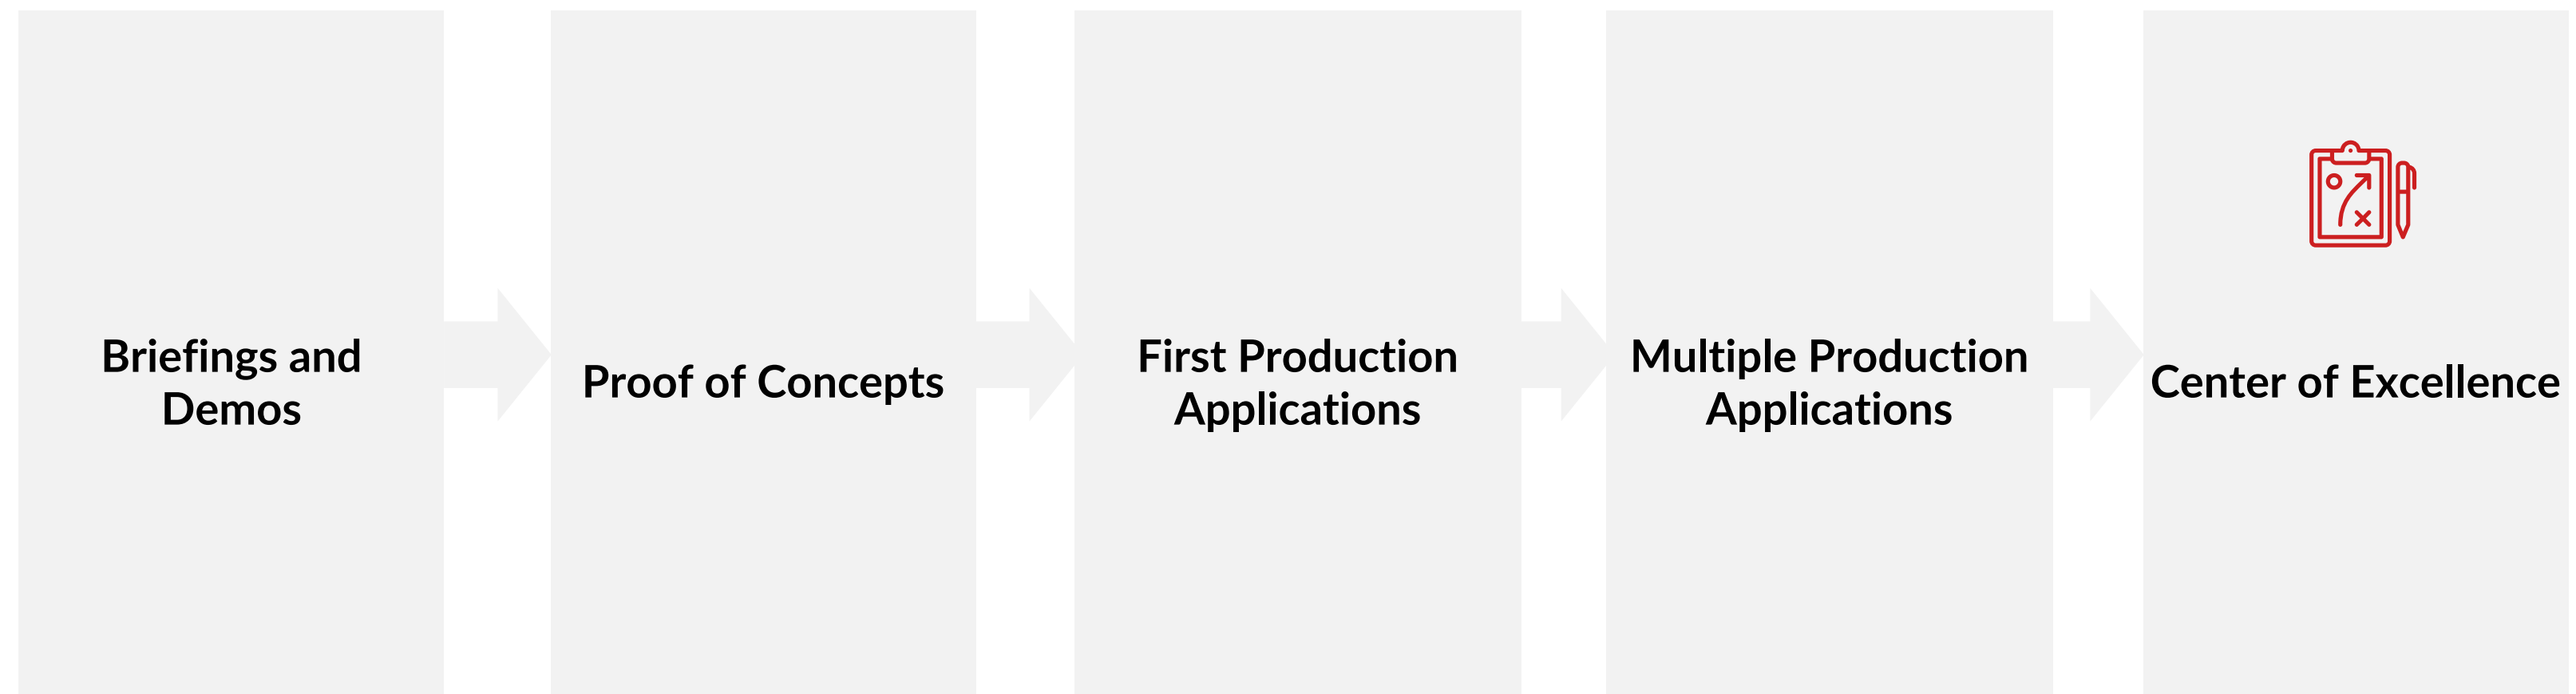 Briefings and
Demos
Proof of Concepts
First Production
Applications
Multiple Production
Applications
Center of Excellence